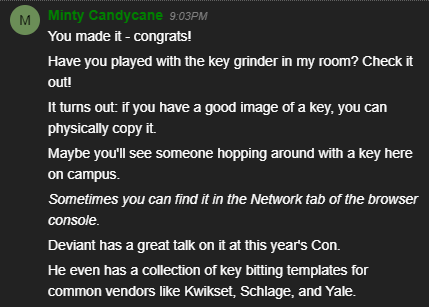 M
Minty Candycane 9:03PM
You made it - congrats!
Have you played with the key grinder in my room? Check it
out!
It turns out: if you have a good image of a key, you can
physically copy it.
Maybe you'll see someone hopping around with a key here
on campus.
Sometimes you can find it in the Network tab of the browser
console.
Deviant has a great talk on it at this year's Con.
He even has a collection of key bitting templates for
common vendors like Kwikset, Schlage, and Yale.